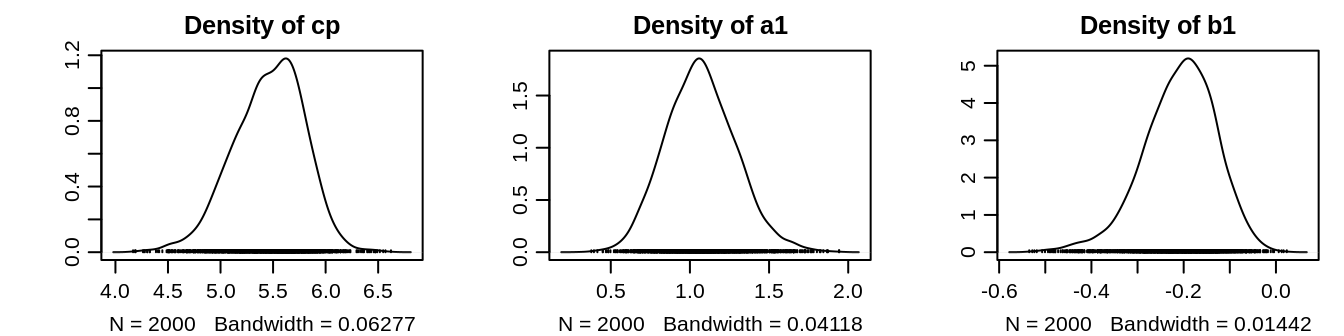 Density of cp
1.2
0.8
0.4
0.0
4.0 4.5 5.0 5.5 6.0 6.5
N = 2000 Bandwidth = 0.06277
Density of a1
1.5
1.0
0.5
0.0
0.5 1.0 1.5 2.0
N = 2000 Bandwidth = 0.04118
Density of b1
5
4
3
2
1
0
-0.6 -0.4 -0.2 0.0
N = 2000 Bandwidth = 0.01442